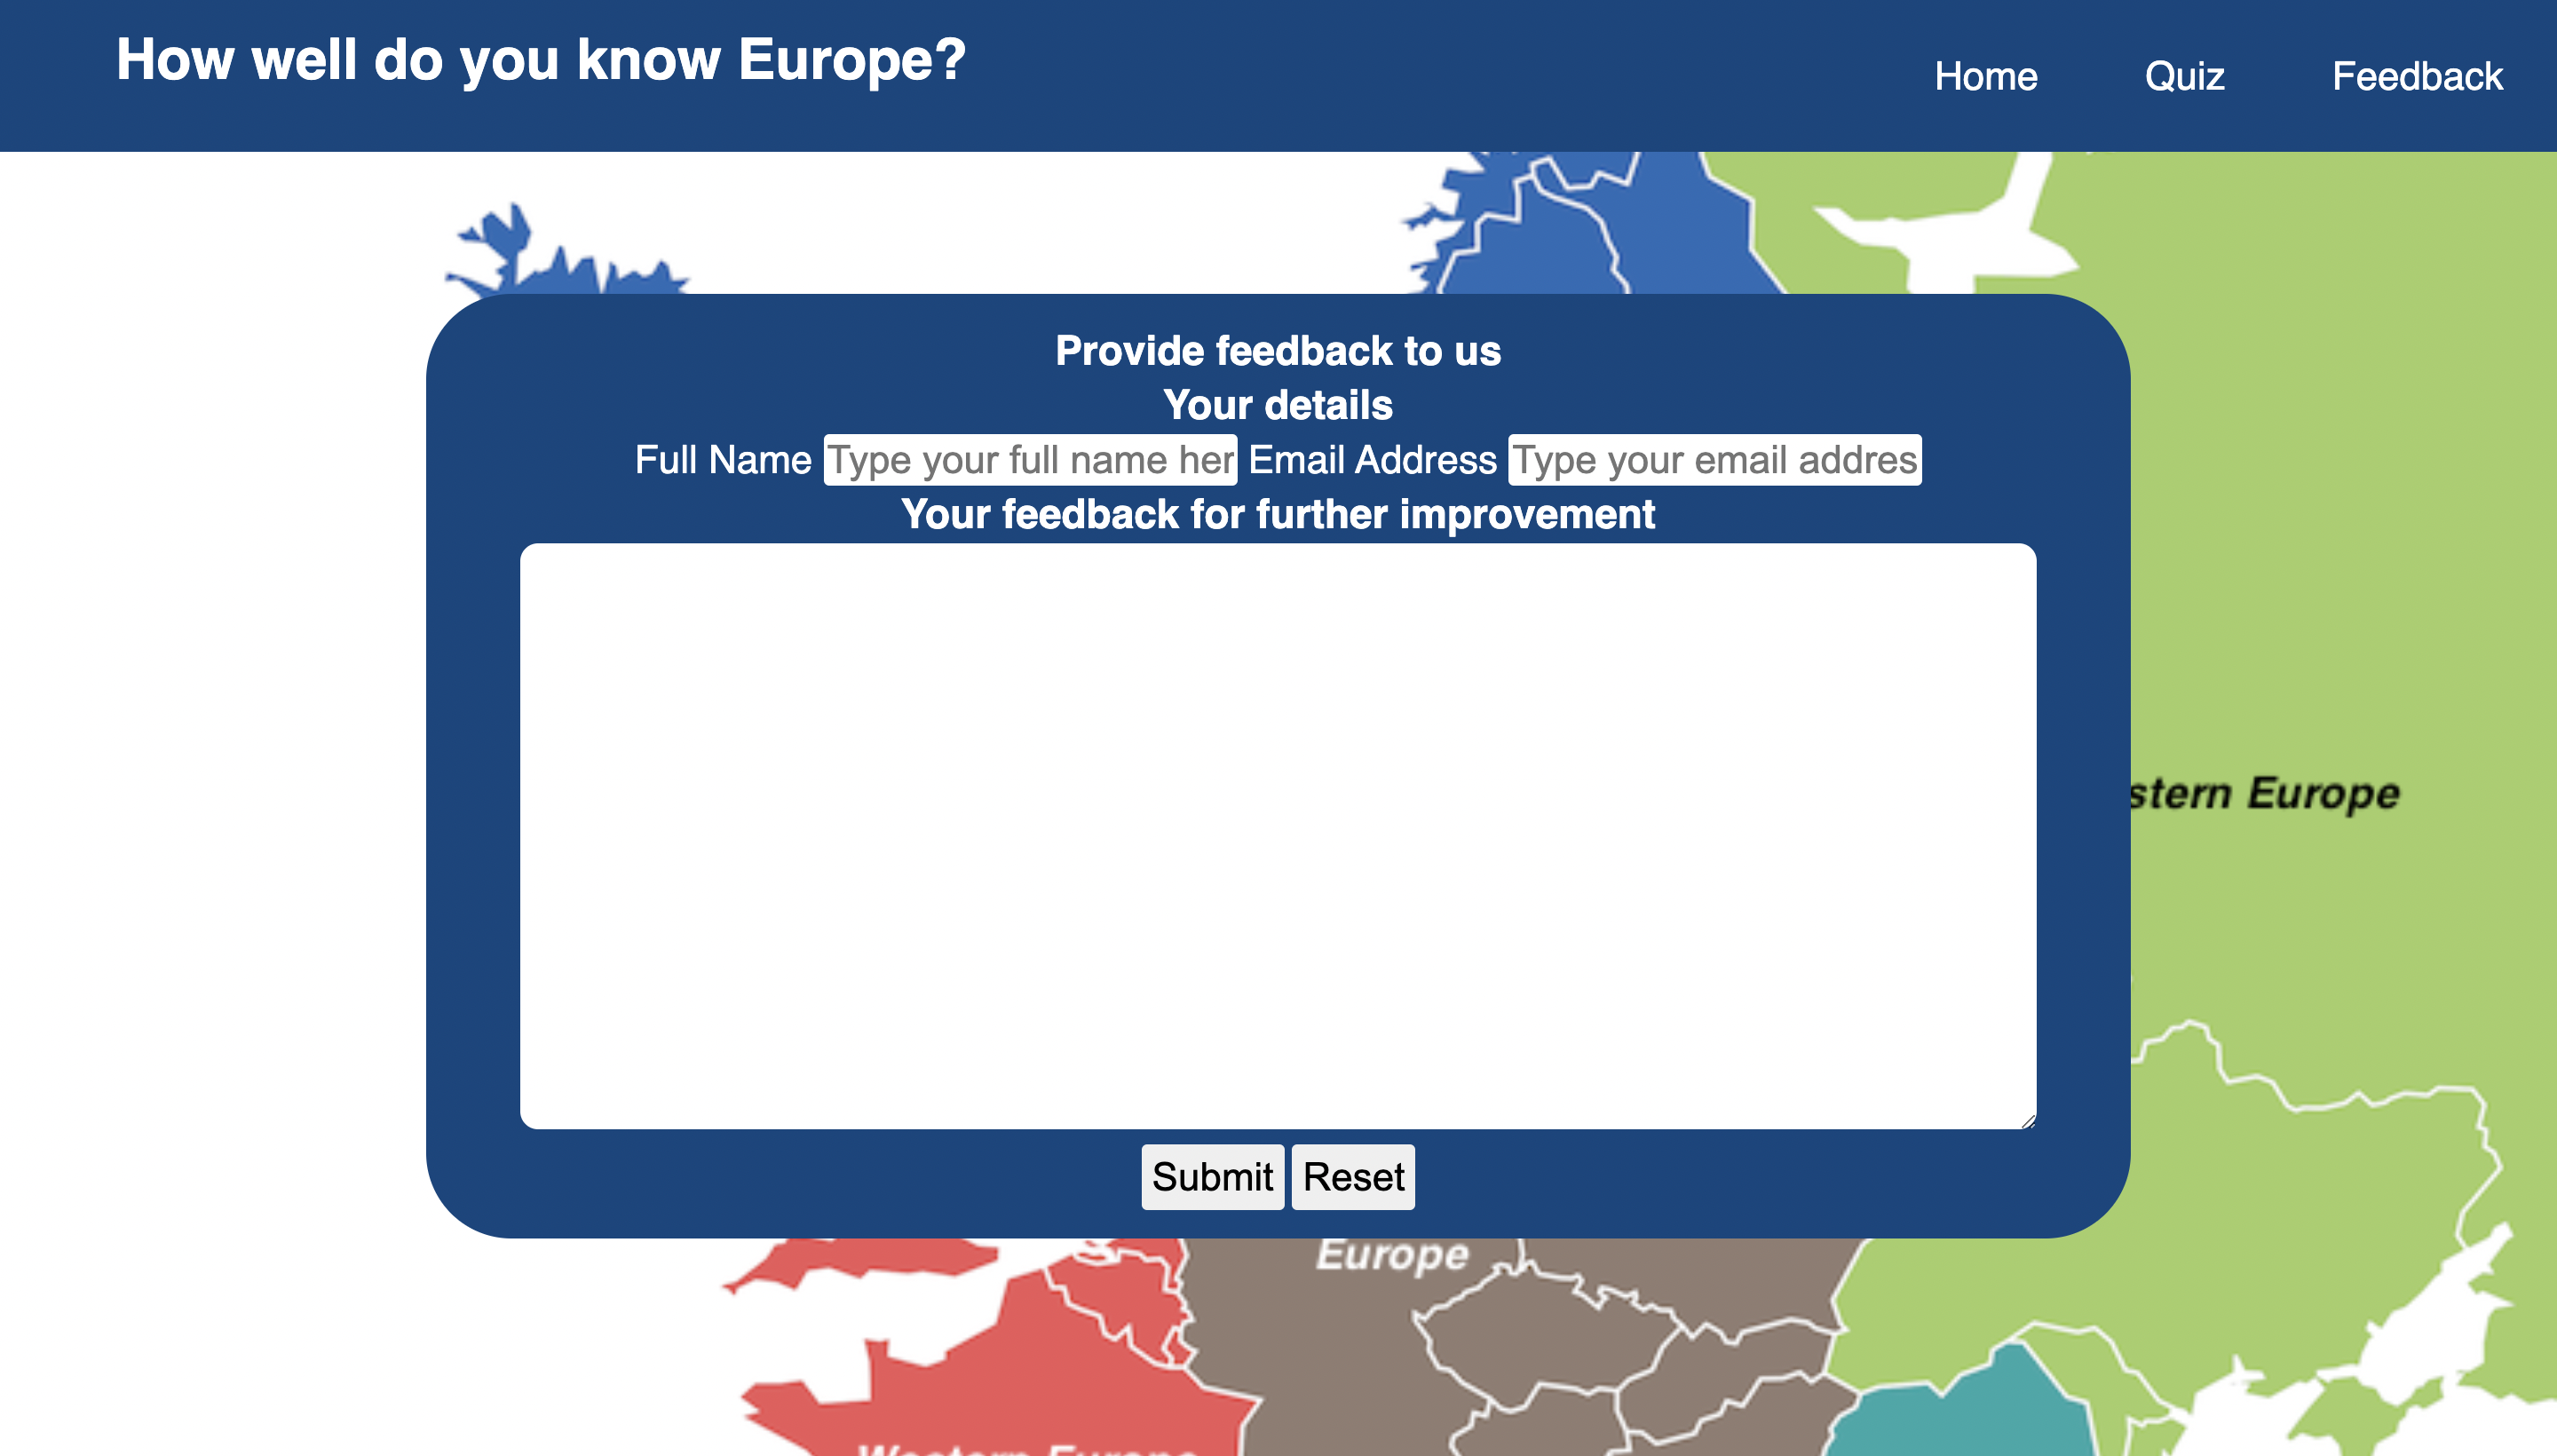 How well do you know Europe?
Home Quiz Feedback
Provide feedback to us
Your details
Full Name Type your full name her Email Address Type your email addres
Your feedback for further improvement
stern Europe
Submit Reset
Europe
Western Europe